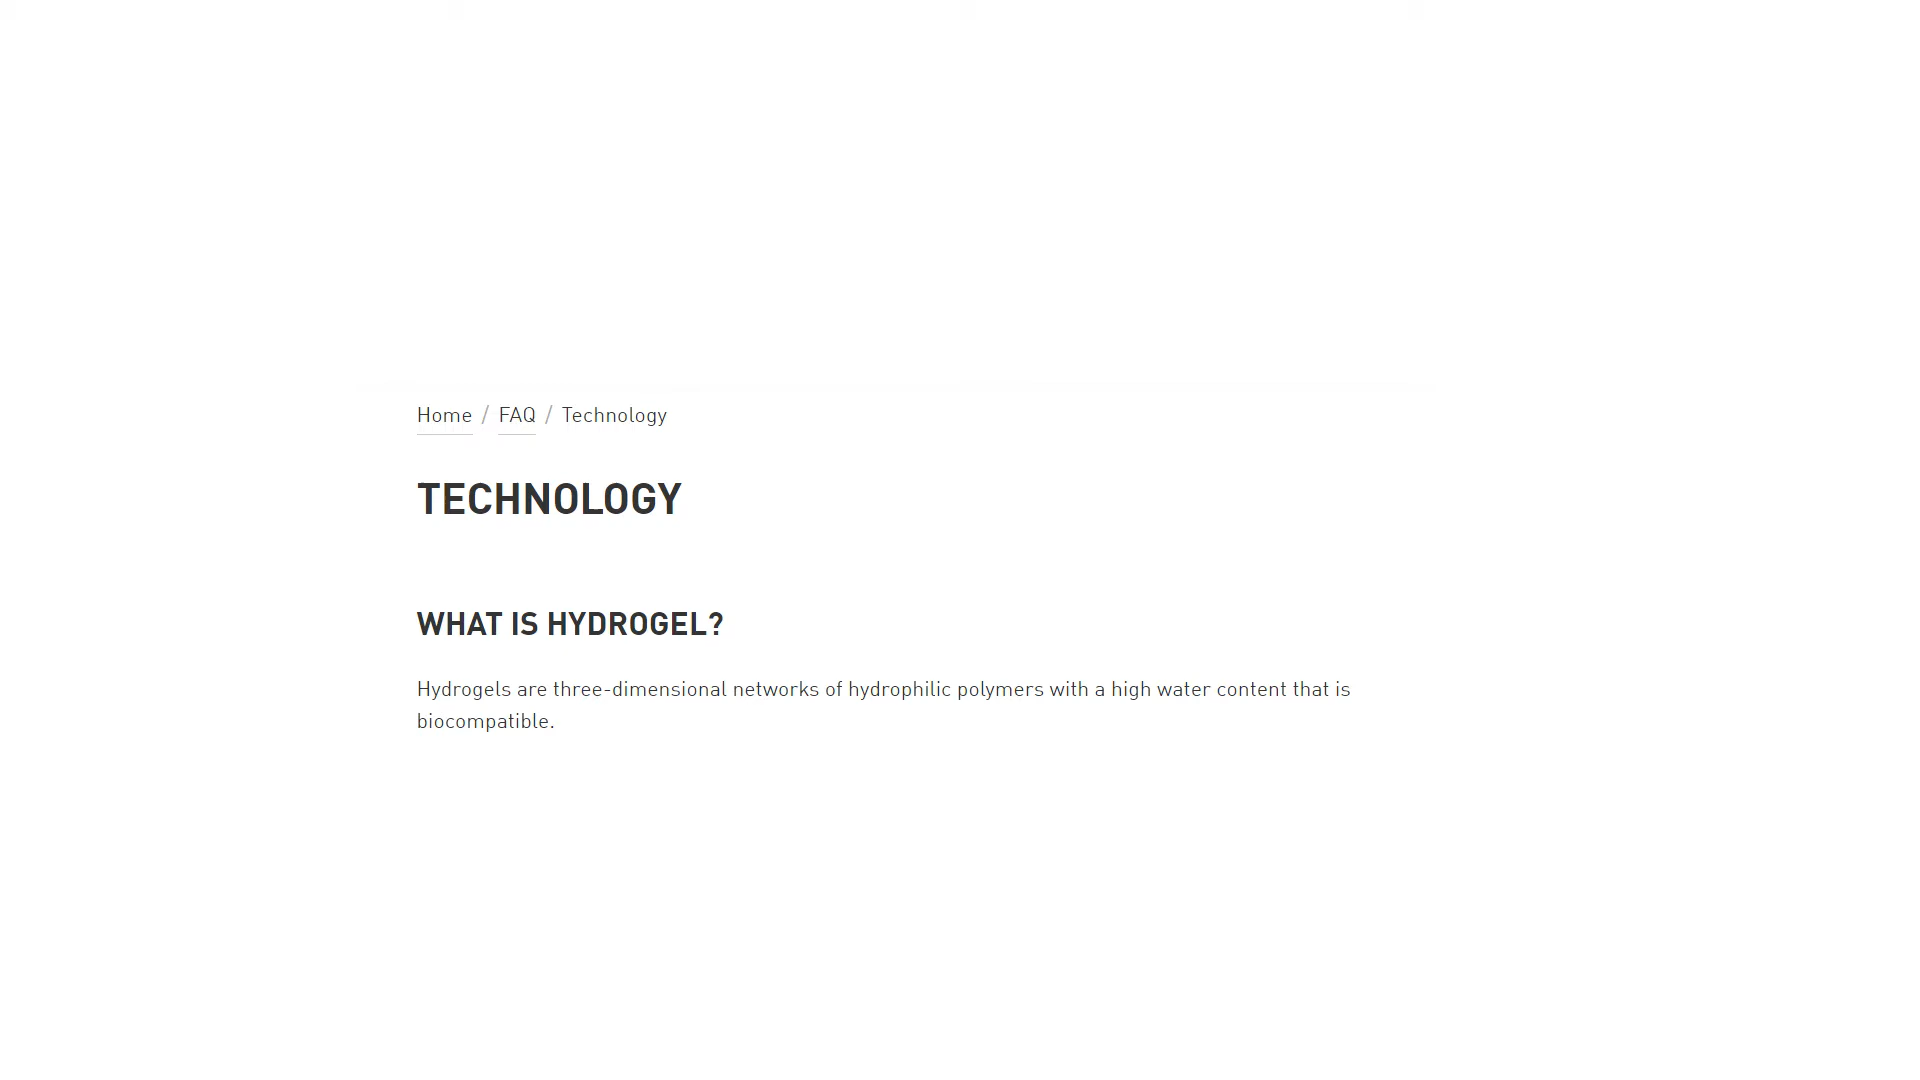 Home / FAQ / Technology
TECHNOLOGY
WHAT IS HYDROGEL?
Hydrogels are three-dimensional networks of hydrophilic polymers with a high water content that is
biocompatible.